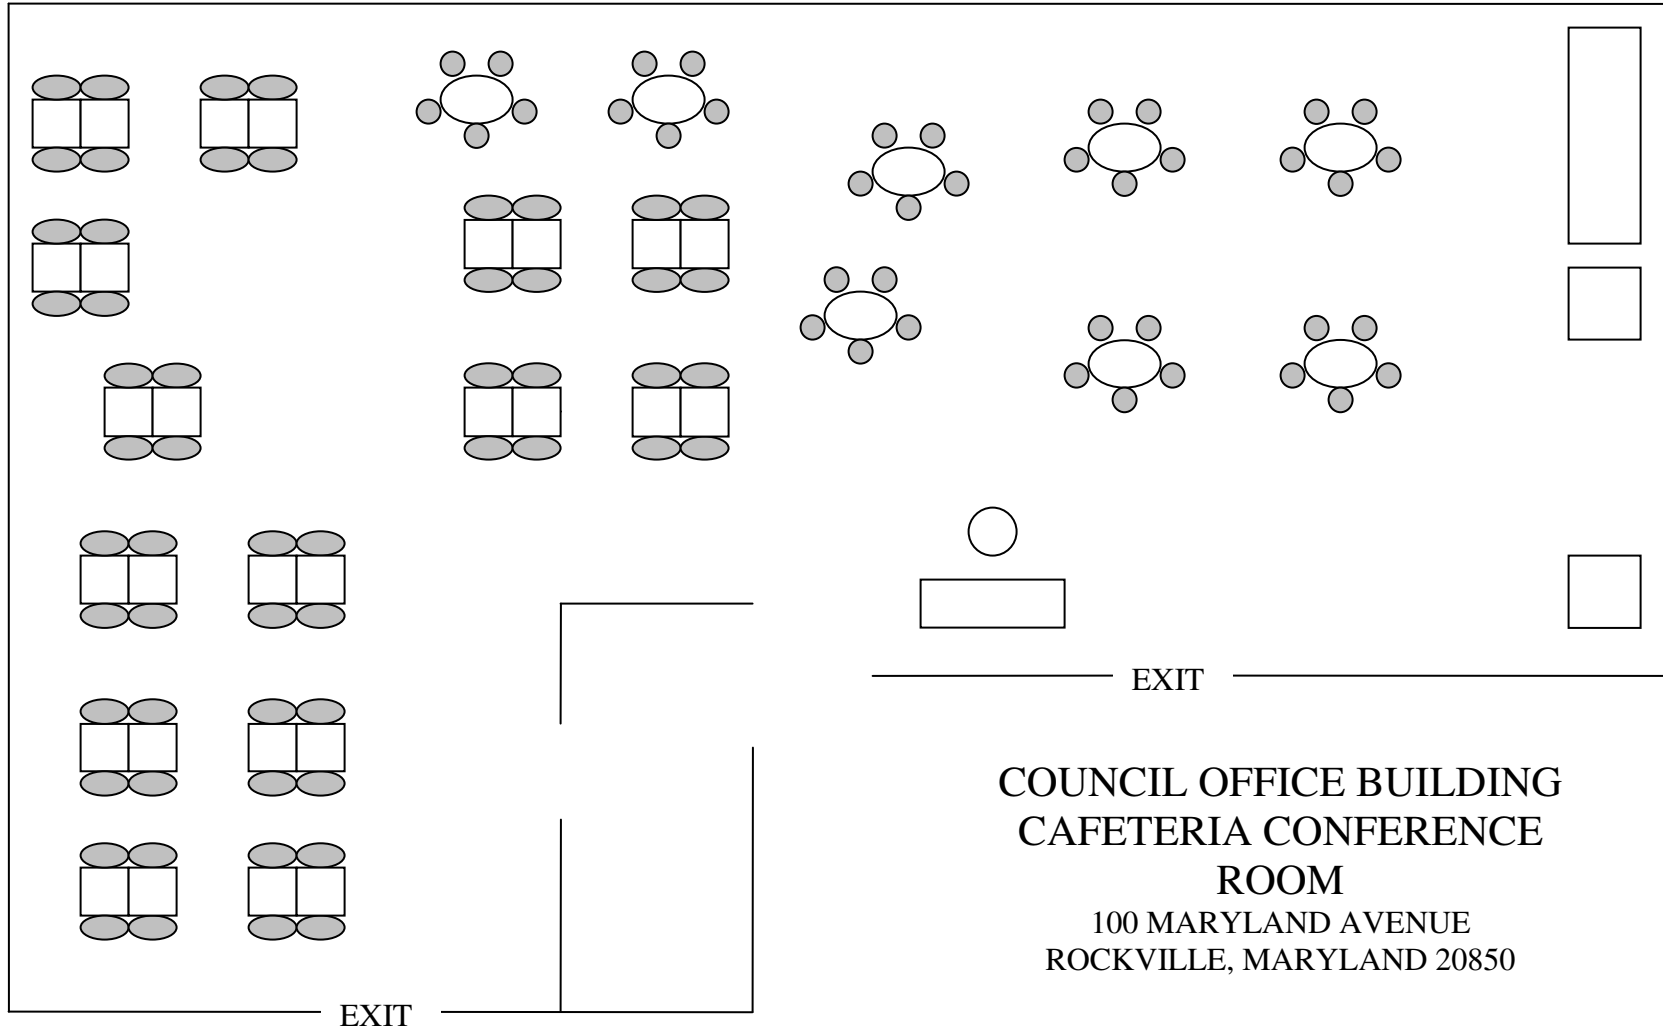 EXIT
COUNCIL OFFICE BUILDING
CAFETERIA CONFERENCE
ROOM
100 MARYLAND AVENUE
ROCKVILLE, MARYLAND 20850
EXIT